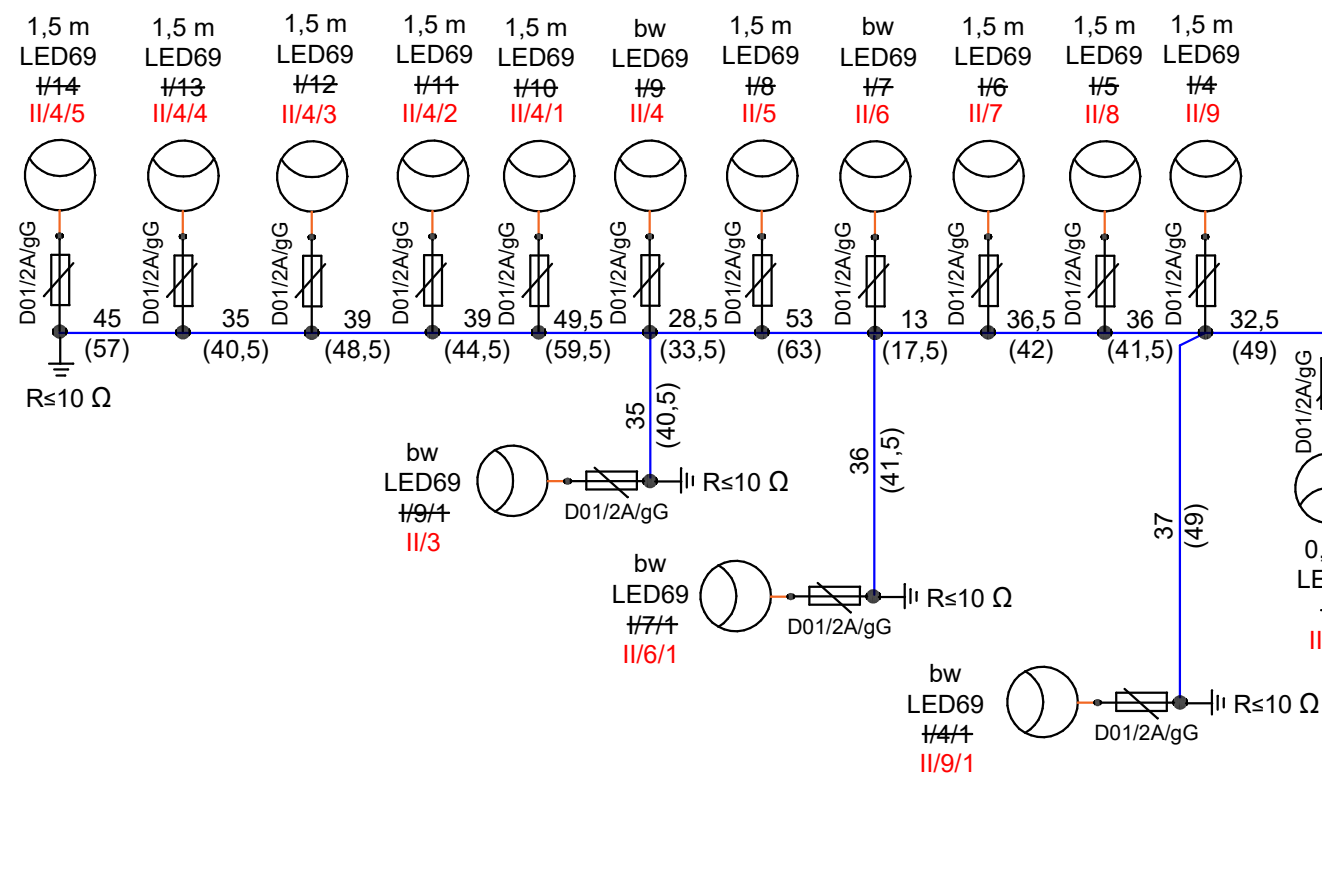 1,5 m
LED69
I/14
II/4/5
1,5 m
LED69
I/13
II/4/4
1,5 m
LED69
I/12
II/4/3
1,5 m
LED69
I/11
II/4/2
1,5 m
LED69
I/10
II/4/1
bw
LED69
I/9
II/4
1,5 m
LED69
I/8
II/5
bw
LED69
I/7
II/6
1,5 m
LED69
I/6
II/7
1,5 m
LED69
I/5
II/8
1,5 m
LED69
I/4
II/9
D01/2A/gG
D01/2A/gG
D01/2A/gG
D01/2A/gG
D01/2A/gG
D01/2A/gG
D01/2A/gG
D01/2A/gG
D01/2A/gG
D01/2A/gG
D01/2A/gG
45
(57)
35
(40,5)
39
(48,5)
39
(44,5)
49,5
(59,5)
28,5
(33,5)
53
(63)
13
(17,5)
36,5
(42)
36
(41,5)
32,5
(49)
R≤10 Ω
35
(40,5)
bw
LED69
I/9/1
II/3
D01/2A/gG
R≤10 Ω
36
(41,5)
bw
LED69
I/7/1
II/6/1
D01/2A/gG
R≤10 Ω
37
(49)
bw
LED69
I/4/1
II/9/1
D01/2A/gG
R≤10 Ω
D01/2A/gG
0,
LE
II